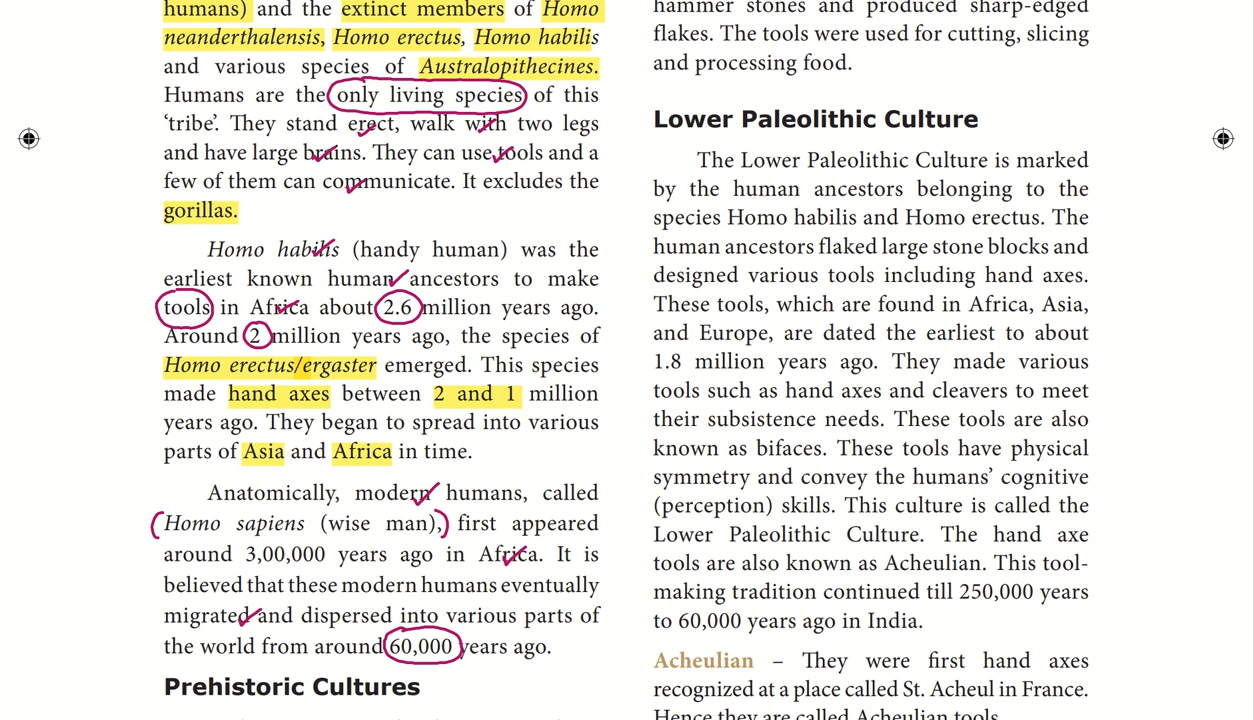 humans) and the extinct members of Homo
neanderthalensis, Homo erectus, Homo habilis
and various species of Australopithecines.
Humans are the only living species of this
‘tribe’. They stand erect, walk with two legs
and have large brains. They can use tools and a
few of them can communicate. It excludes the
gorillas.
Homo habilis (handy human) was the
earliest known human ancestors to make
tools in Africa about 2.6 million years ago.
Around 2 million years ago, the species of
Homo erectus/ergaster emerged. This species
made hand axes between 2 and 1 million
years ago. They began to spread into various
parts of Asia and Africa in time.
Anatomically, modern humans, called
Homo sapiens (wise man), first appeared
around 3,00,000 years ago in Africa. It is
believed that these modern humans eventually
migrated and dispersed into various parts of
the world from around 60,000 years ago.
Prehistoric Cultures
hammer stones and produced sharp-edged
flakes. The tools were used for cutting, slicing
and processing food.
Lower Paleolithic Culture
The Lower Paleolithic Culture is marked
by the human ancestors belonging to the
species Homo habilis and Homo erectus. The
human ancestors flaked large stone blocks and
designed various tools including hand axes.
These tools, which are found in Africa, Asia,
and Europe, are dated the earliest to about
1.8 million years ago. They made various
tools such as hand axes and cleavers to meet
their subsistence needs. These tools are also
known as bifaces. These tools have physical
symmetry and convey the humans’ cognitive
(perception) skills. This culture is called the
Lower Paleolithic Culture. The hand axe
tools are also known as Acheulian. This tool-
making tradition continued till 250,000 years
to 60,000 years ago in India.
Acheulian – They were first hand axes
recognized at a place called St. Acheul in France.
Hence they are called Acheulian tools.